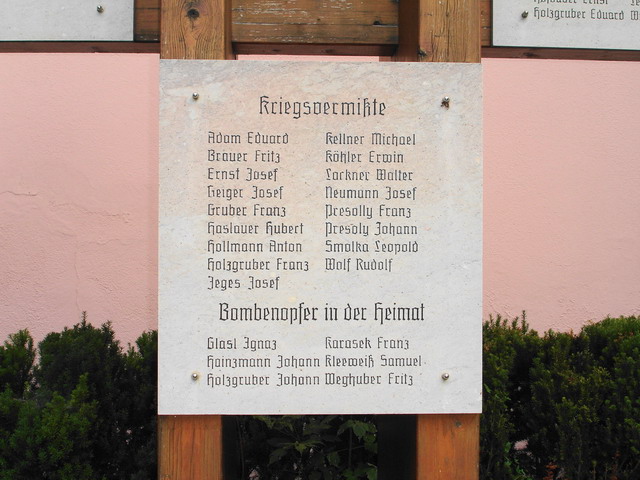 Holzgruber Eduard
Kriegsvermißte
Adam Eduard Kellner Michael
Brauer Fritz Köhler Erwin
Ernst Josef Lackner Walter
Geiger Josef Neumann Josef
Gruber Franz Presolly Franz
Haslauer Hubert Presoly Johann
Hollmann Anton Smolka Leopold
Holzgruber Franz Wolf Rudolf
Jeges Josef
Bombenopfer in der Heimat
Glasl Ignaz Karasek Franz
Hainzmann Johann Kleeweiß Samuel
Holzgruber Johann Weghuber Fritz